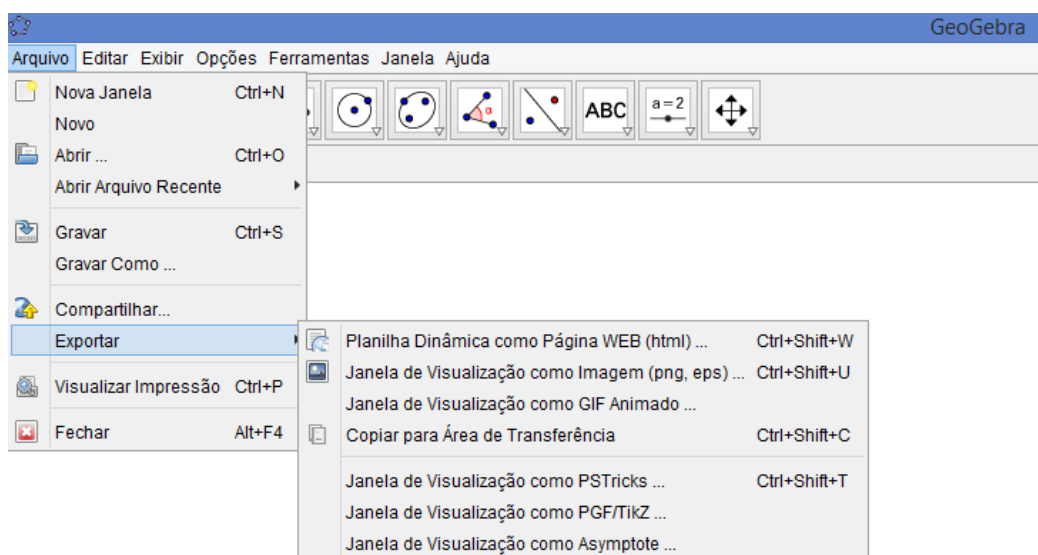 GeoGebra
Arquivo Editar Exibir Opções Ferramentas Janela Ajuda
Nova Janela Ctrl+N
Novo
Abrir ... Ctrl+O
Abrir Arquivo Recente
Gravar Ctrl+S
Gravar Como ...
Compartilhar...
Exportar
Visualizar Impressão Ctrl+P
Fechar Alt+F4
α
ABC
a=2
Planilha Dinâmica como Página WEB (html) ... Ctrl+Shift+W
Janela de Visualização como Imagem (png, eps) ... Ctrl+Shift+U
Janela de Visualização como GIF Animado ...
Copiar para Área de Transferência Ctrl+Shift+C
Janela de Visualização como PSTricks ... Ctrl+Shift+T
Janela de Visualização como PGF/TikZ ...
Janela de Visualização como Asymptote ...